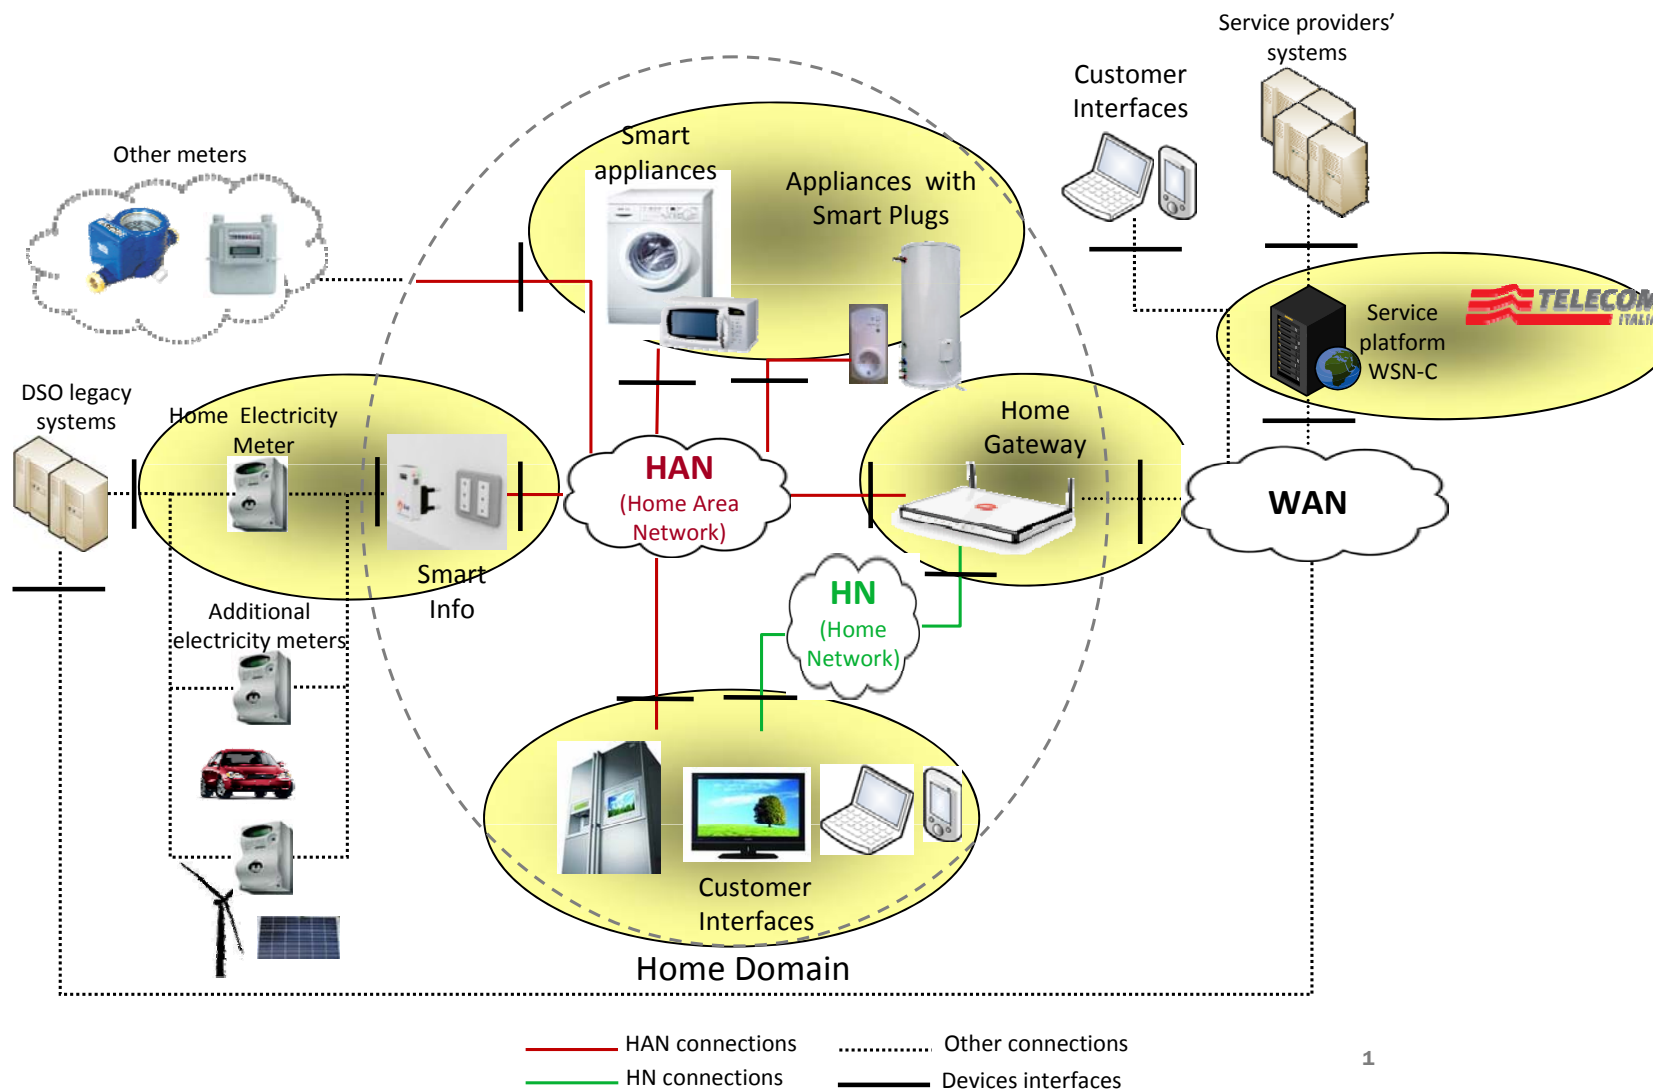 Service providers’
systems
Customer
Interfaces
Smart
appliances
Other meters
Appliances with
Smart Plugs
TELECOM
ITALIA
Service
platform
WSN-C
DSO legacy
systems
Home Electricity
Meter
Home
Gateway
HAN
(Home Area
Network)
WAN
Smart
Info
HN
(Home
Network)
Additional
electricity meters
Customer
Interfaces
Home Domain
HAN connections
Other connections
HN connections
Devices interfaces
1